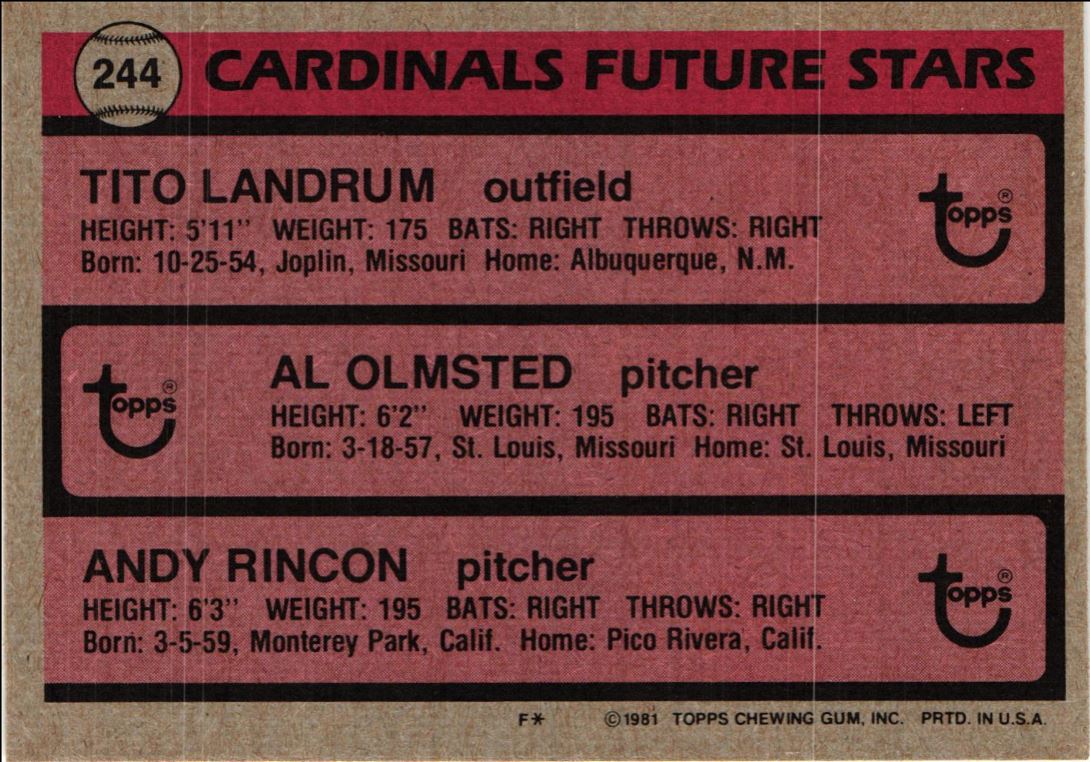 244 CARDINALS FUTURE STARS
TITO LANDRUM outfield
HEIGHT: 5'11" WEIGHT: 175 BATS: RIGHT THROWS: RIGHT
Born: 10-25-54, Joplin, Missouri Home: Albuquerque, N.M.
topps®
topps®
AL OLMSTED pitcher
HEIGHT: 6'2" WEIGHT: 195 BATS: RIGHT THROWS: LEFT
Born: 3-18-57, St. Louis, Missouri Home: St. Louis, Missouri
ANDY RINCON pitcher
HEIGHT: 6'3" WEIGHT: 195 BATS: RIGHT THROWS: RIGHT
Born: 3-5-59, Monterey Park, Calif. Home: Pico Rivera, Calif.
topps®
F* ©1981 TOPPS CHEWING GUM, INC. PRTD. IN U.S.A.